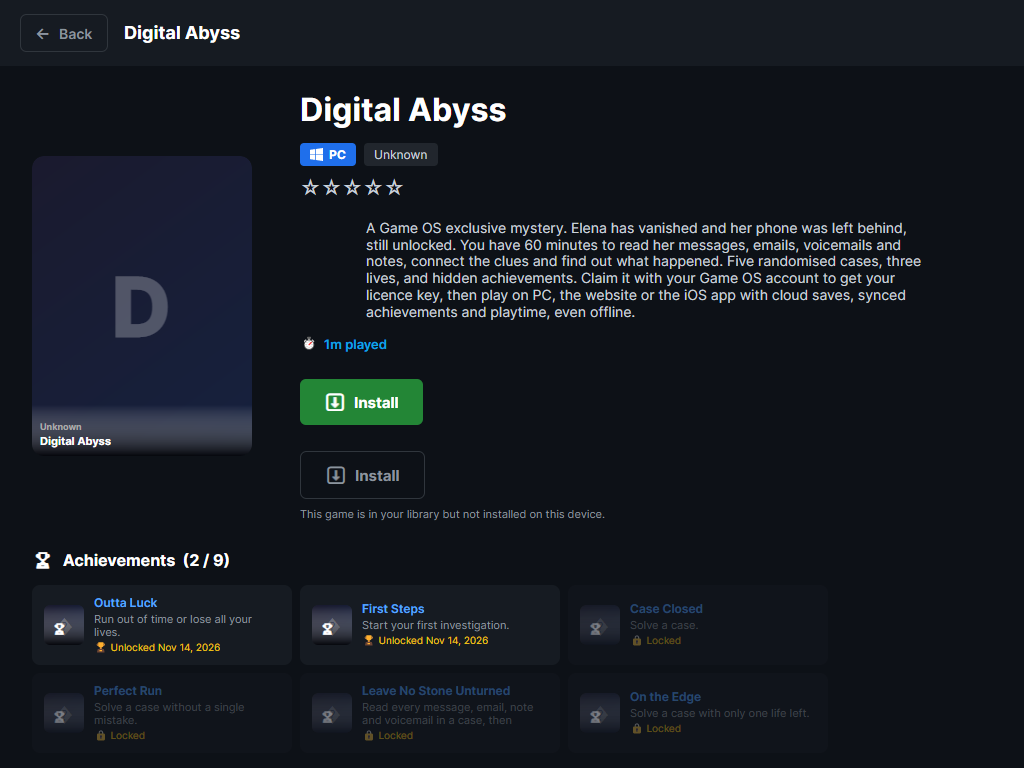 Back
Digital Abyss
Digital Abyss
PC
Unknown
A Game OS exclusive mystery. Elena has vanished and her phone was left behind,
still unlocked. You have 60 minutes to read her messages, emails, voicemails and
notes, connect the clues and find out what happened. Five randomised cases, three
lives, and hidden achievements. Claim it with your Game OS account to get your
licence key, then play on PC, the website or the iOS app with cloud saves, synced
achievements and playtime, even offline.
1m played
D
Unknown
Digital Abyss
Install
Install
This game is in your library but not installed on this device.
Achievements (2 / 9)
Outta Luck
Run out of time or lose all your
lives.
Unlocked Nov 14, 2026
First Steps
Start your first investigation.
Unlocked Nov 14, 2026
Case Closed
Solve a case.
Locked
Perfect Run
Solve a case without a single
mistake.
Locked
Leave No Stone Unturned
Read every message, email, note
and voicemail in a case, then
Locked
On the Edge
Solve a case with only one life left.
Locked